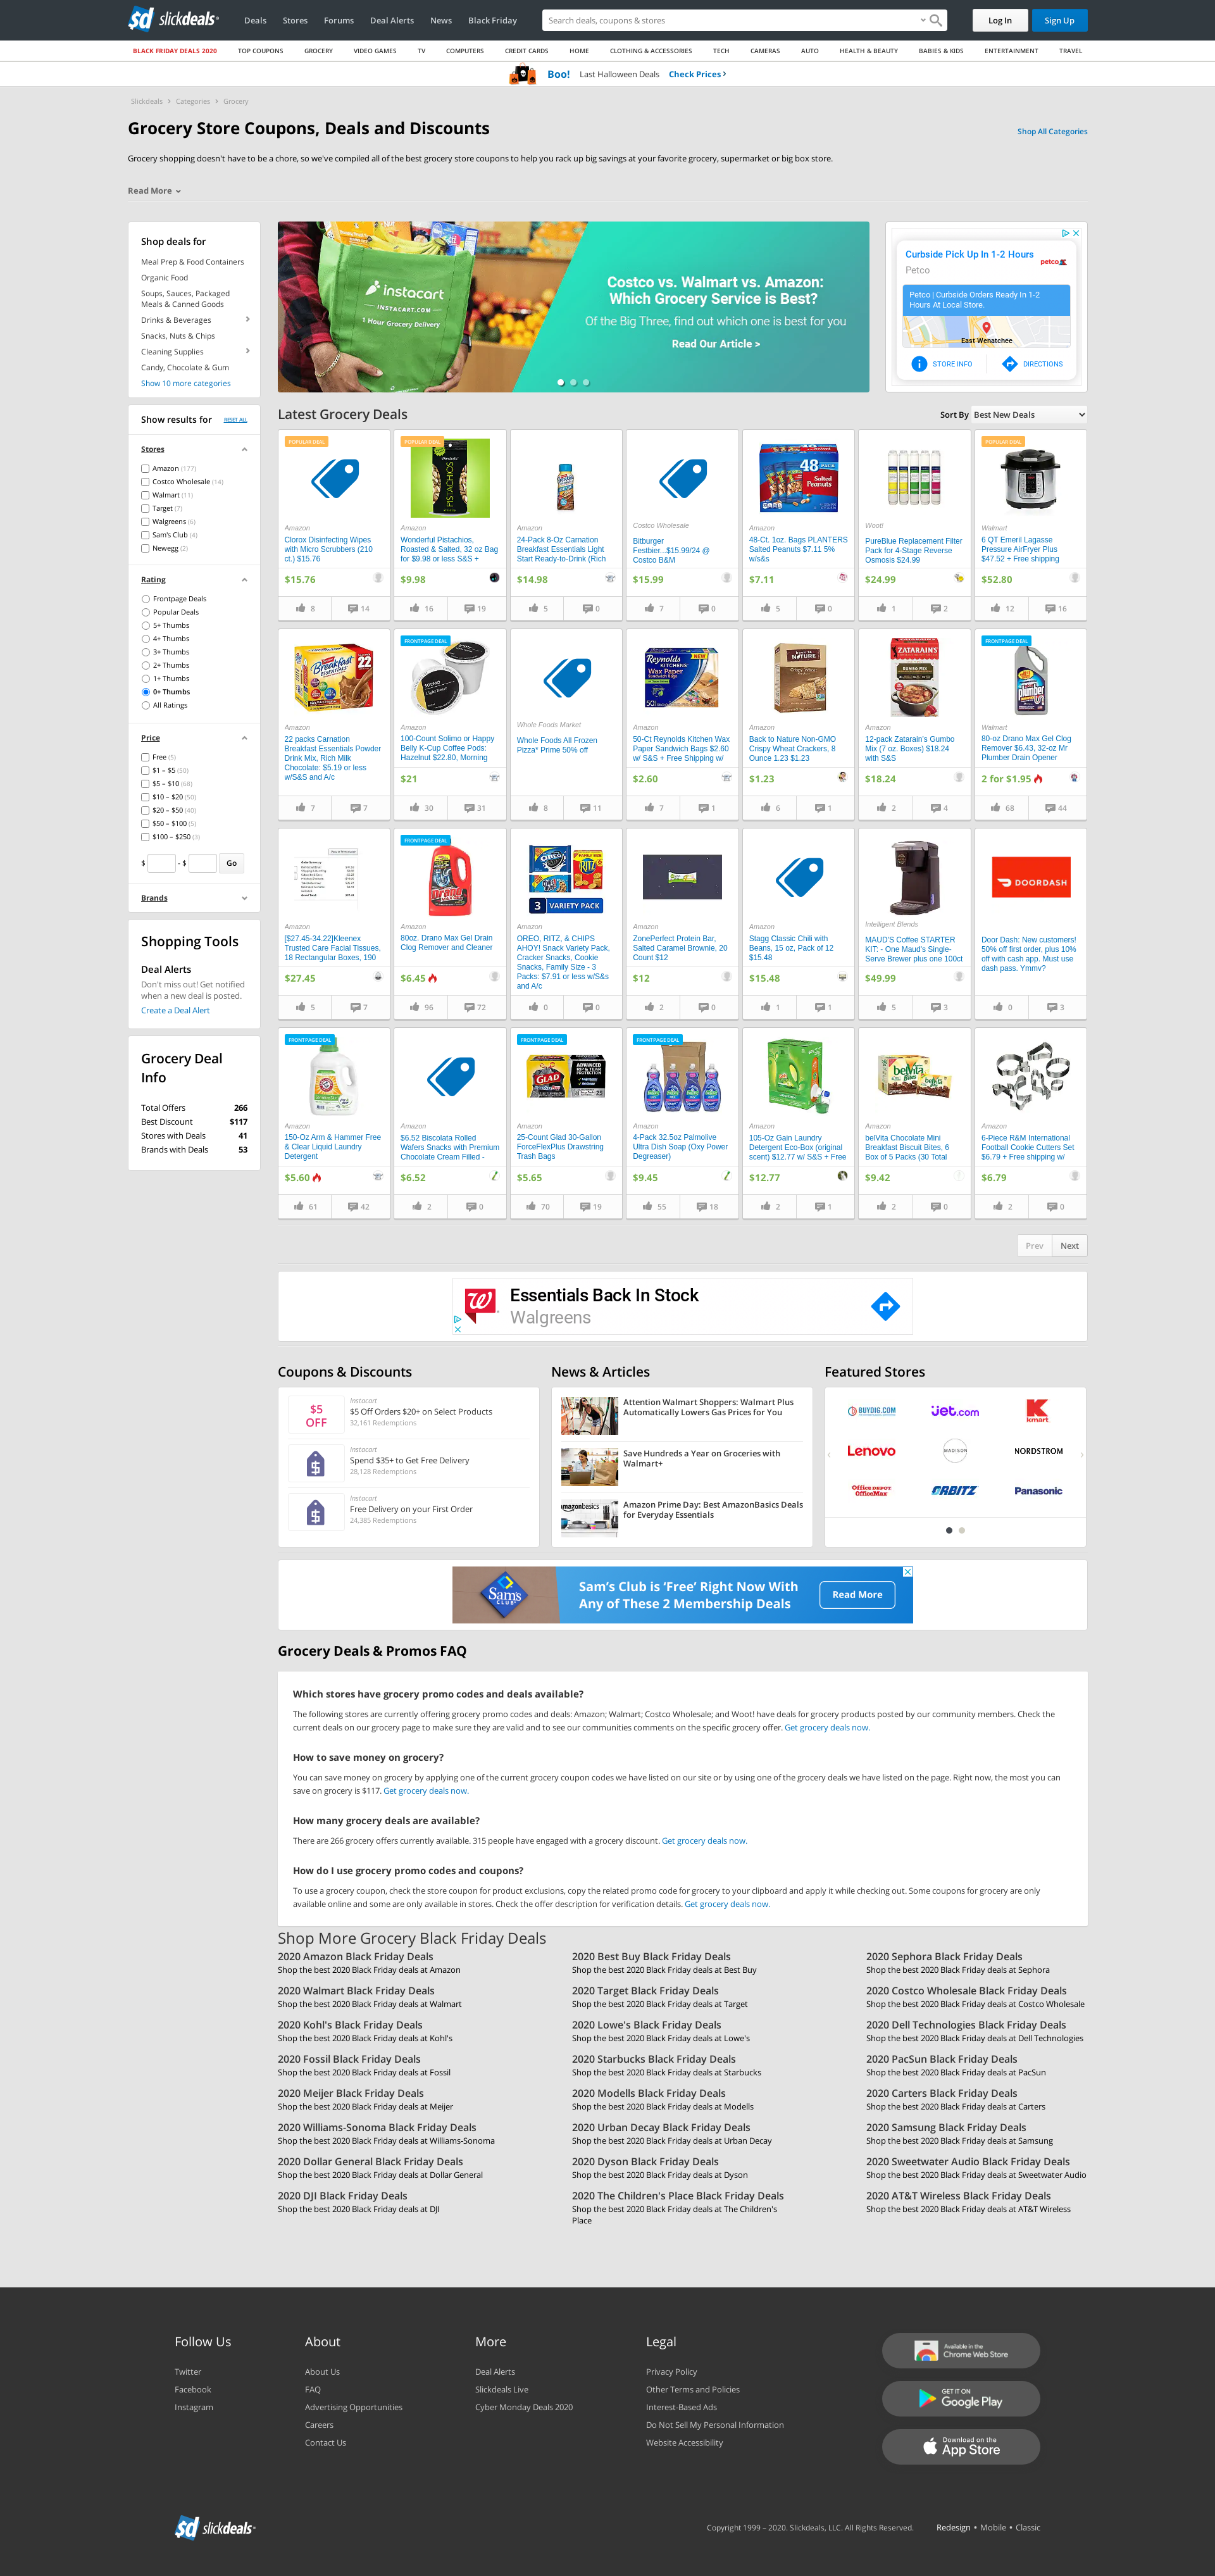 sd slickdeals
Deals Stores Forums Deal Alerts News Black Friday
Search deals, coupons & stores
Log In Sign Up
BLACK FRIDAY DEALS 2020 TOP COUPONS GROCERY VIDEO GAMES TV COMPUTERS CREDIT CARDS HOME CLOTHING & ACCESSORIES TECH CAMERAS AUTO HEALTH & BEAUTY BABIES & KIDS ENTERTAINMENT TRAVEL
Boo! Last Halloween Deals Check Prices
Slickdeals Categories Grocery
Grocery Store Coupons, Deals and Discounts
Shop All Categories
Grocery shopping doesn't have to be a chore, so we've compiled all of the best grocery store coupons to help you rack up big savings at your favorite grocery, supermarket or big box store.
Read More
Shop deals for
Meal Prep & Food Containers
Organic Food
Soups, Sauces, Packaged
Meals & Canned Goods
Drinks & Beverages
Snacks, Nuts & Chips
Cleaning Supplies
Candy, Chocolate & Gum
Show 10 more categories
Show results for RESET ALL
Stores
Amazon (177)
Costco Wholesale (14)
Walmart (11)
Target (7)
Walgreens (6)
Sam's Club (4)
Newegg (2)
Rating
Frontpage Deals
Popular Deals
5+ Thumbs
4+ Thumbs
3+ Thumbs
2+ Thumbs
1+ Thumbs
0+ Thumbs
All Ratings
Price
Free (5)
$1 – $5 (50)
$5 – $10 (68)
$10 – $20 (50)
$20 – $50 (40)
$50 – $100 (5)
$100 – $250 (3)
$ - $ Go
Brands
Shopping Tools
Deal Alerts
Don't miss out! Get notified
when a new deal is posted.
Create a Deal Alert
Grocery Deal
Info
Total Offers 266
Best Discount $117
Stores with Deals 41
Brands with Deals 53
instacart
INSTACART.COM
1 Hour Grocery Delivery
Costco vs. Walmart vs. Amazon:
Which Grocery Service is Best?
Of the Big Three, find out which one is best for you
Read Our Article >
Curbside Pick Up In 1-2 Hours
Petco
petco
Petco | Curbside Orders Ready In 1-2
Hours At Local Store.
East Wenatchee
STORE INFO DIRECTIONS
Latest Grocery Deals
Sort By Best New Deals
POPULAR DEAL
Amazon
Clorox Disinfecting Wipes
with Micro Scrubbers (210
ct.) $15.76
$15.76
8 14
POPULAR DEAL
PISTACHIOS
Amazon
Wonderful Pistachios,
Roasted & Salted, 32 oz Bag
for $9.98 or less S&S +
$9.98
16 19
Amazon
24-Pack 8-Oz Carnation
Breakfast Essentials Light
Start Ready-to-Drink (Rich
$14.98
5 0
Costco Wholesale
Bitburger
Festbier...$15.99/24 @
Costco B&M
$15.99
7 0
48 PACK
Salted
Peanuts
Amazon
48-Ct. 1oz. Bags PLANTERS
Salted Peanuts $7.11 5%
w/s&s
$7.11
5 0
Woot!
PureBlue Replacement Filter
Pack for 4-Stage Reverse
Osmosis $24.99
$24.99
1 2
POPULAR DEAL
Walmart
6 QT Emeril Lagasse
Pressure AirFryer Plus
$47.52 + Free shipping
$52.80
12 16
Breakfast
22
Amazon
22 packs Carnation
Breakfast Essentials Powder
Drink Mix, Rich Milk
Chocolate: $5.19 or less
w/S&S and A/c
7 7
FRONTPAGE DEAL
Amazon
100-Count Solimo or Happy
Belly K-Cup Coffee Pods:
Hazelnut $22.80, Morning
$21
30 31
Whole Foods Market
Whole Foods All Frozen
Pizza* Prime 50% off
8 11
Reynolds
KITCHENS
Wax Paper
NEW
50
Amazon
50-Ct Reynolds Kitchen Wax
Paper Sandwich Bags $2.60
w/ S&S + Free Shipping w/
$2.60
7 1
NATURE
Amazon
Back to Nature Non-GMO
Crispy Wheat Crackers, 8
Ounce 1.23 $1.23
$1.23
6 1
ZATARAIN'S
GUMBO MIX
Amazon
12-pack Zatarain's Gumbo
Mix (7 oz. Boxes) $18.24
with S&S
$18.24
2 4
FRONTPAGE DEAL
Walmart
80-oz Drano Max Gel Clog
Remover $6.43, 32-oz Mr
Plumber Drain Opener
2 for $1.95
68 44
Amazon
[$27.45-34.22]Kleenex
Trusted Care Facial Tissues,
18 Rectangular Boxes, 190
$27.45
5 7
FRONTPAGE DEAL
Drano
Amazon
80oz. Drano Max Gel Drain
Clog Remover and Cleaner
$6.45
96 72
OREO
RITZ
3 VARIETY PACK
Amazon
OREO, RITZ, & CHIPS
AHOY! Snack Variety Pack,
Cracker Snacks, Cookie
Snacks, Family Size - 3
Packs: $7.91 or less w/S&s
and A/c
0 0
Amazon
ZonePerfect Protein Bar,
Salted Caramel Brownie, 20
Count $12
$12
2 0
Amazon
Stagg Classic Chili with
Beans, 15 oz, Pack of 12
$15.48
$15.48
1 1
Intelligent Blends
MAUD'S Coffee STARTER
KIT: - One Maud's Single-
Serve Brewer plus one 100ct
$49.99
5 3
DOORDASH
Door Dash: New customers!
50% off first order, plus 10%
off with cash app. Must use
dash pass. Ymmv?
0 3
FRONTPAGE DEAL
Amazon
150-Oz Arm & Hammer Free
& Clear Liquid Laundry
Detergent
$5.60
61 42
Amazon
$6.52 Biscolata Rolled
Wafers Snacks with Premium
Chocolate Cream Filled -
$6.52
2 0
FRONTPAGE DEAL
GLAD
Amazon
25-Count Glad 30-Gallon
ForceFlexPlus Drawstring
Trash Bags
$5.65
70 19
FRONTPAGE DEAL
Amazon
4-Pack 32.5oz Palmolive
Ultra Dish Soap (Oxy Power
Degreaser)
$9.45
55 18
Amazon
105-Oz Gain Laundry
Detergent Eco-Box (original
scent) $12.77 w/ S&S + Free
$12.77
2 1
belVita
Amazon
belVita Chocolate Mini
Breakfast Biscuit Bites, 6
Box of 5 Packs (30 Total
$9.42
2 0
Amazon
6-Piece R&M International
Football Cookie Cutters Set
$6.79 + Free shipping w/
$6.79
2 0
Prev Next
Essentials Back In Stock
Walgreens
Coupons & Discounts
$5
OFF
Instacart
$5 Off Orders $20+ on Select Products
32,161 Redemptions
Instacart
Spend $35+ to Get Free Delivery
28,128 Redemptions
Instacart
Free Delivery on your First Order
24,385 Redemptions
News & Articles
Attention Walmart Shoppers: Walmart Plus
Automatically Lowers Gas Prices for You
Save Hundreds a Year on Groceries with
Walmart+
amazonbasics
Amazon Prime Day: Best AmazonBasics Deals
for Everyday Essentials
Featured Stores
BUYDIG.COM jet.com Kmart
Lenovo MADISON NORDSTROM
Office DEPOT OfficeMax ORBITZ Panasonic
Sam's CLUB
Sam's Club is 'Free' Right Now With
Any of These 2 Membership Deals
Read More
Grocery Deals & Promos FAQ
Which stores have grocery promo codes and deals available?
The following stores are currently offering grocery promo codes and deals: Amazon; Walmart; Costco Wholesale; and Woot! have deals for grocery products posted by our community members. Check the
current deals on our grocery page to make sure they are valid and to see our communities comments on the specific grocery offer. Get grocery deals now.
How to save money on grocery?
You can save money on grocery by applying one of the current grocery coupon codes we have listed on our site or by using one of the grocery deals we have listed on the page. Right now, the most you can
save on grocery is $117. Get grocery deals now.
How many grocery deals are available?
There are 266 grocery offers currently available. 315 people have engaged with a grocery discount. Get grocery deals now.
How do I use grocery promo codes and coupons?
To use a grocery coupon, check the store coupon for product exclusions, copy the related promo code for grocery to your clipboard and apply it while checking out. Some coupons for grocery are only
available online and some are only available in stores. Check the offer description for verification details. Get grocery deals now.
Shop More Grocery Black Friday Deals
2020 Amazon Black Friday Deals
Shop the best 2020 Black Friday deals at Amazon
2020 Best Buy Black Friday Deals
Shop the best 2020 Black Friday deals at Best Buy
2020 Sephora Black Friday Deals
Shop the best 2020 Black Friday deals at Sephora
2020 Walmart Black Friday Deals
Shop the best 2020 Black Friday deals at Walmart
2020 Target Black Friday Deals
Shop the best 2020 Black Friday deals at Target
2020 Costco Wholesale Black Friday Deals
Shop the best 2020 Black Friday deals at Costco Wholesale
2020 Kohl's Black Friday Deals
Shop the best 2020 Black Friday deals at Kohl's
2020 Lowe's Black Friday Deals
Shop the best 2020 Black Friday deals at Lowe's
2020 Dell Technologies Black Friday Deals
Shop the best 2020 Black Friday deals at Dell Technologies
2020 Fossil Black Friday Deals
Shop the best 2020 Black Friday deals at Fossil
2020 Starbucks Black Friday Deals
Shop the best 2020 Black Friday deals at Starbucks
2020 PacSun Black Friday Deals
Shop the best 2020 Black Friday deals at PacSun
2020 Meijer Black Friday Deals
Shop the best 2020 Black Friday deals at Meijer
2020 Modells Black Friday Deals
Shop the best 2020 Black Friday deals at Modells
2020 Carters Black Friday Deals
Shop the best 2020 Black Friday deals at Carters
2020 Williams-Sonoma Black Friday Deals
Shop the best 2020 Black Friday deals at Williams-Sonoma
2020 Urban Decay Black Friday Deals
Shop the best 2020 Black Friday deals at Urban Decay
2020 Samsung Black Friday Deals
Shop the best 2020 Black Friday deals at Samsung
2020 Dollar General Black Friday Deals
Shop the best 2020 Black Friday deals at Dollar General
2020 Dyson Black Friday Deals
Shop the best 2020 Black Friday deals at Dyson
2020 Sweetwater Audio Black Friday Deals
Shop the best 2020 Black Friday deals at Sweetwater Audio
2020 DJI Black Friday Deals
Shop the best 2020 Black Friday deals at DJI
2020 The Children's Place Black Friday Deals
Shop the best 2020 Black Friday deals at The Children's
Place
2020 AT&T Wireless Black Friday Deals
Shop the best 2020 Black Friday deals at AT&T Wireless
Follow Us
Twitter
Facebook
Instagram
About
About Us
FAQ
Advertising Opportunities
Careers
Contact Us
More
Deal Alerts
Slickdeals Live
Cyber Monday Deals 2020
Legal
Privacy Policy
Other Terms and Policies
Interest-Based Ads
Do Not Sell My Personal Information
Website Accessibility
Available in the
Chrome Web Store
GET IT ON
Google Play
Download on the
App Store
sd slickdeals
Copyright 1999 – 2020. Slickdeals, LLC. All Rights Reserved. Redesign • Mobile • Classic